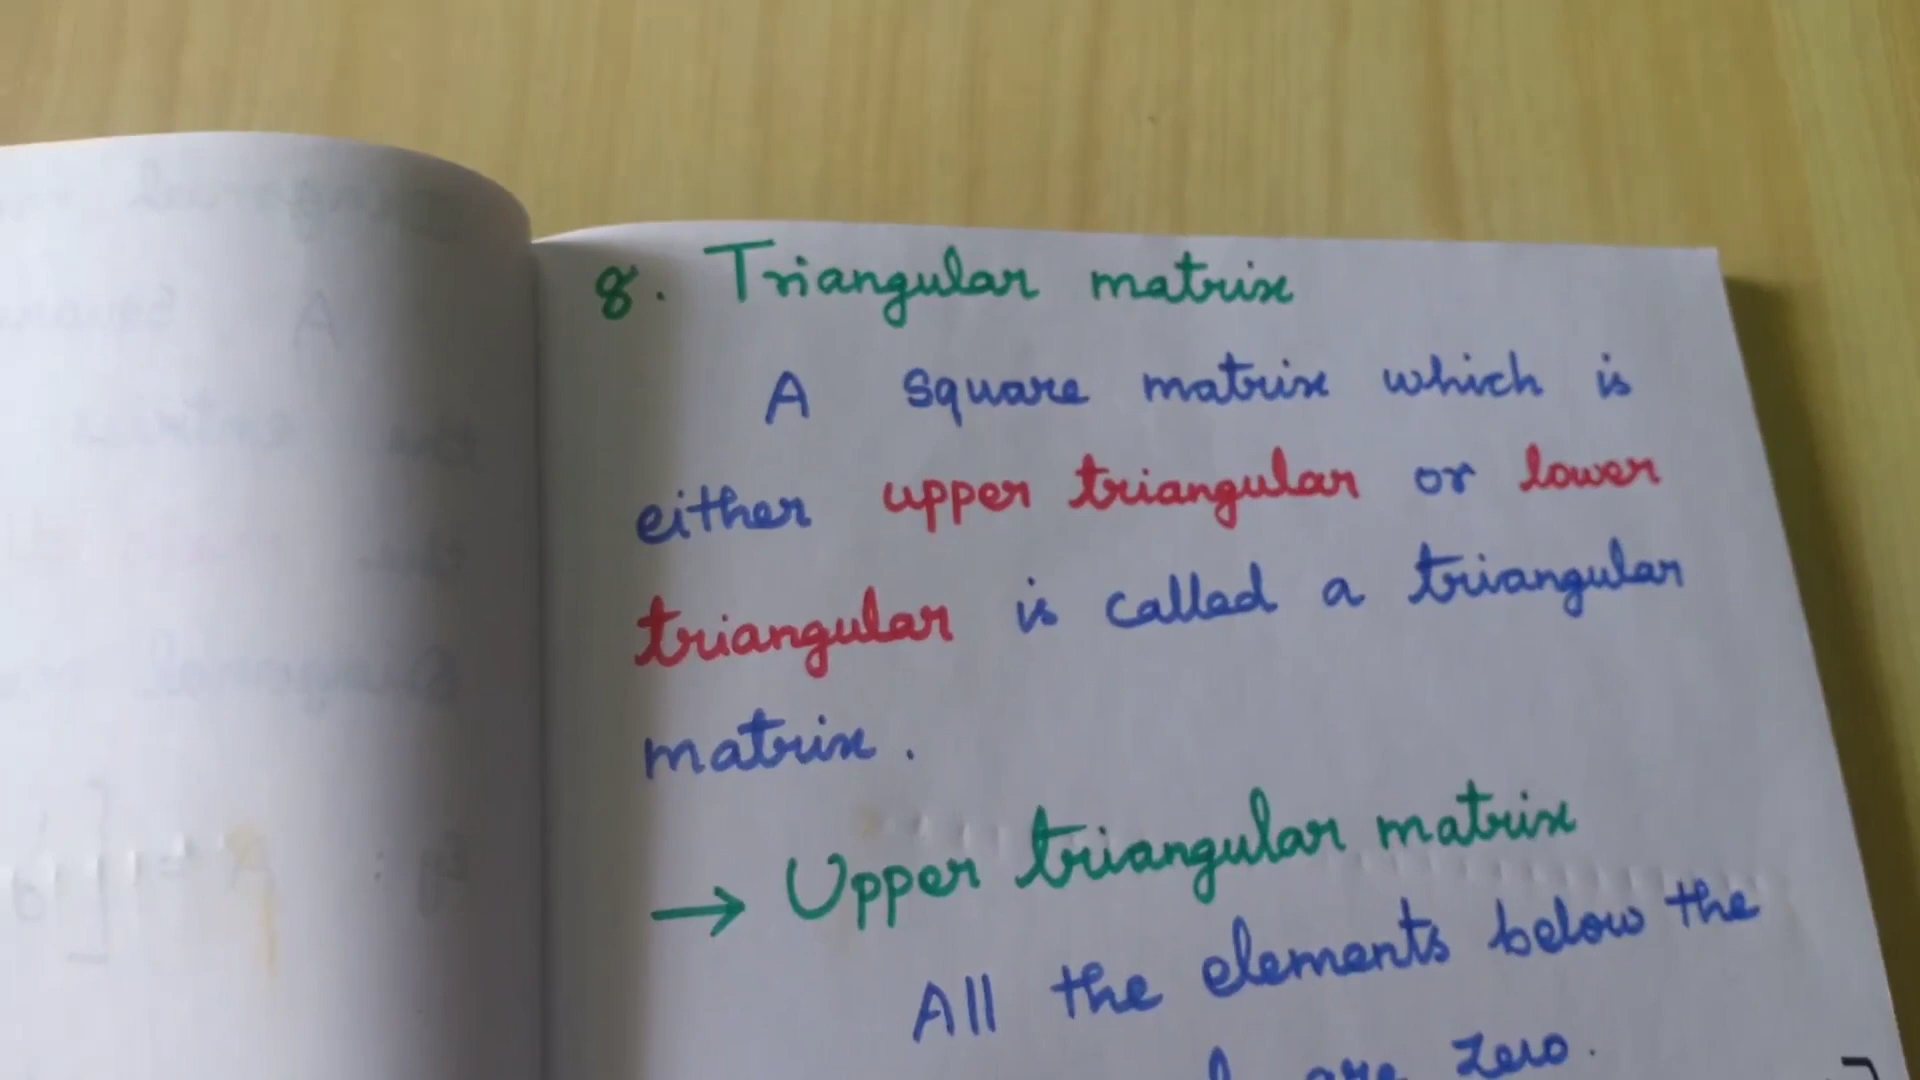 8. Triangular matrix
A square matrix which is
either upper triangular or lower
triangular is called a triangular
matrix.
→ Upper triangular matrix
All the elements below the
are zero.